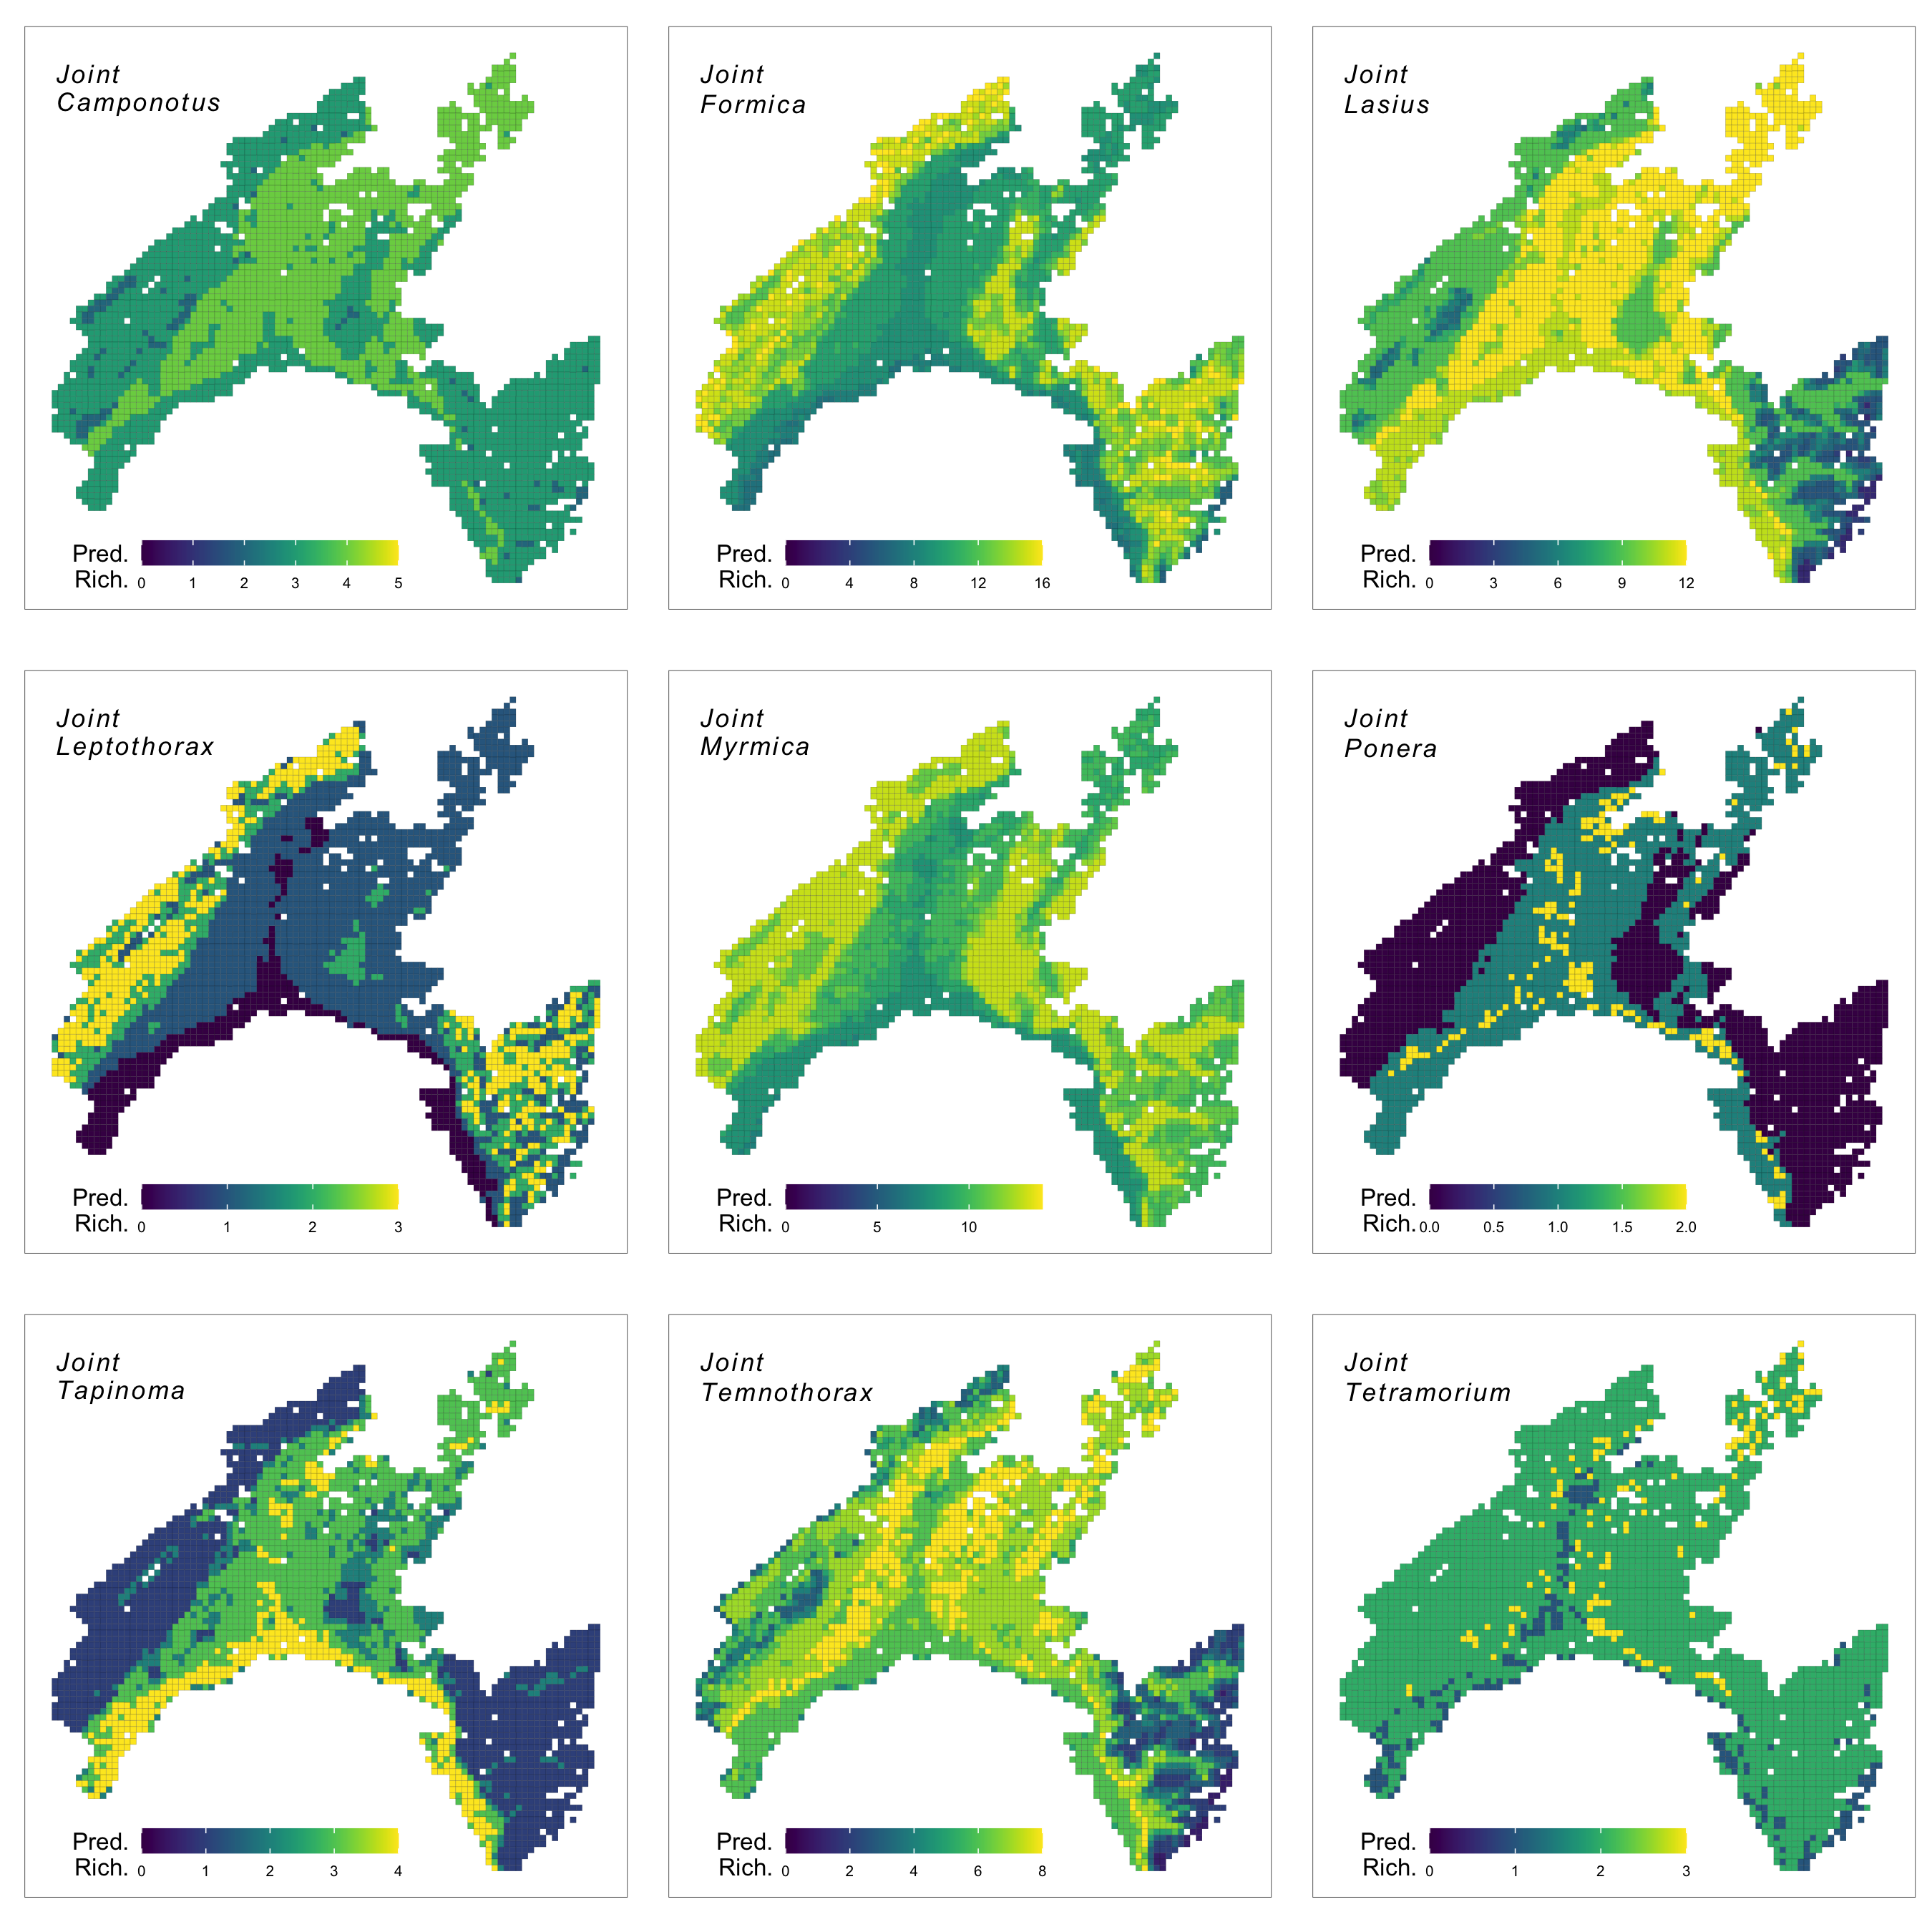 Joint
Camponotus
Pred.
Rich. 0 1 2 3 4 5
Joint
Formica
Pred.
Rich. 0 4 8 12 16
Joint
Lasius
Pred.
Rich. 0 3 6 9 12
Joint
Leptothorax
Pred.
Rich. 0 1 2 3
Joint
Myrmica
Pred.
Rich. 0 5 10
Joint
Ponera
Pred.
Rich. 0.0 0.5 1.0 1.5 2.0
Joint
Tapinoma
Pred.
Rich. 0 1 2 3 4
Joint
Temnothorax
Pred.
Rich. 0 2 4 6 8
Joint
Tetramorium
Pred.
Rich. 0 1 2 3